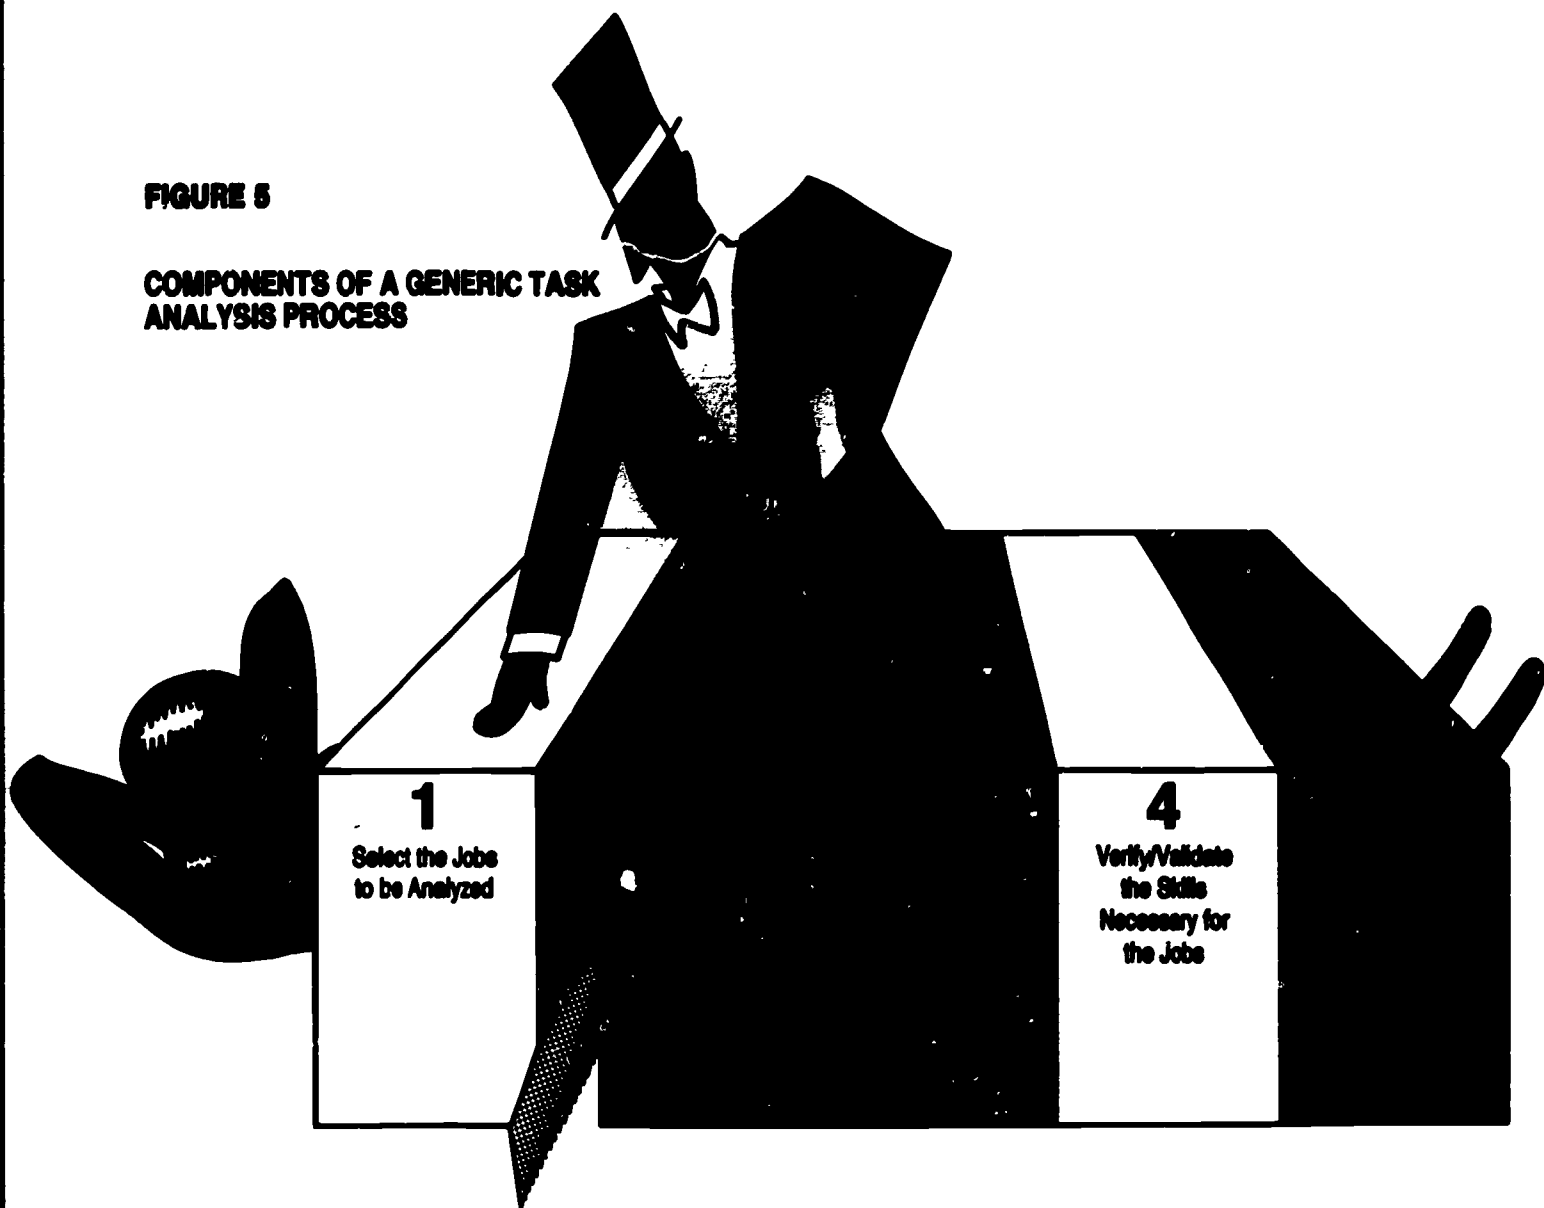 FIGURE 5
COMPONENTS OF A GENERIC TASK
ANALYSIS PROCESS
1
Select the Jobs
to be Analyzed
4
Verify/Validate
the Skills
Necessary for
the Jobs